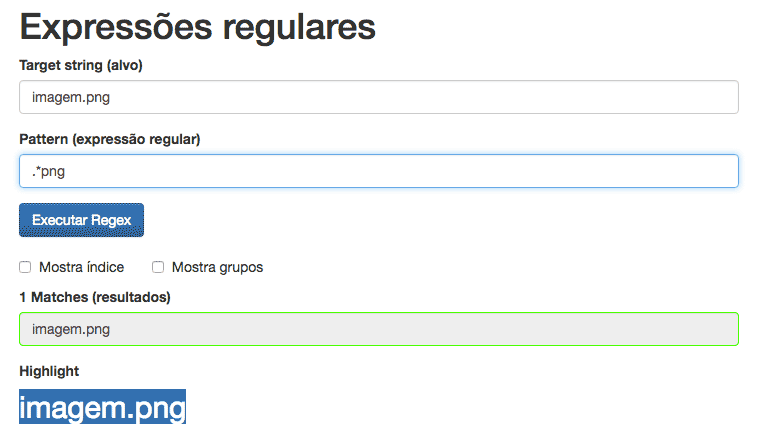 Expressões regulares
Target string (alvo)
imagem.png
Pattern (expressão regular)
.*png
Executar Regex
Mostra índice Mostra grupos
1 Matches (resultados)
imagem.png
Highlight
imagem.png